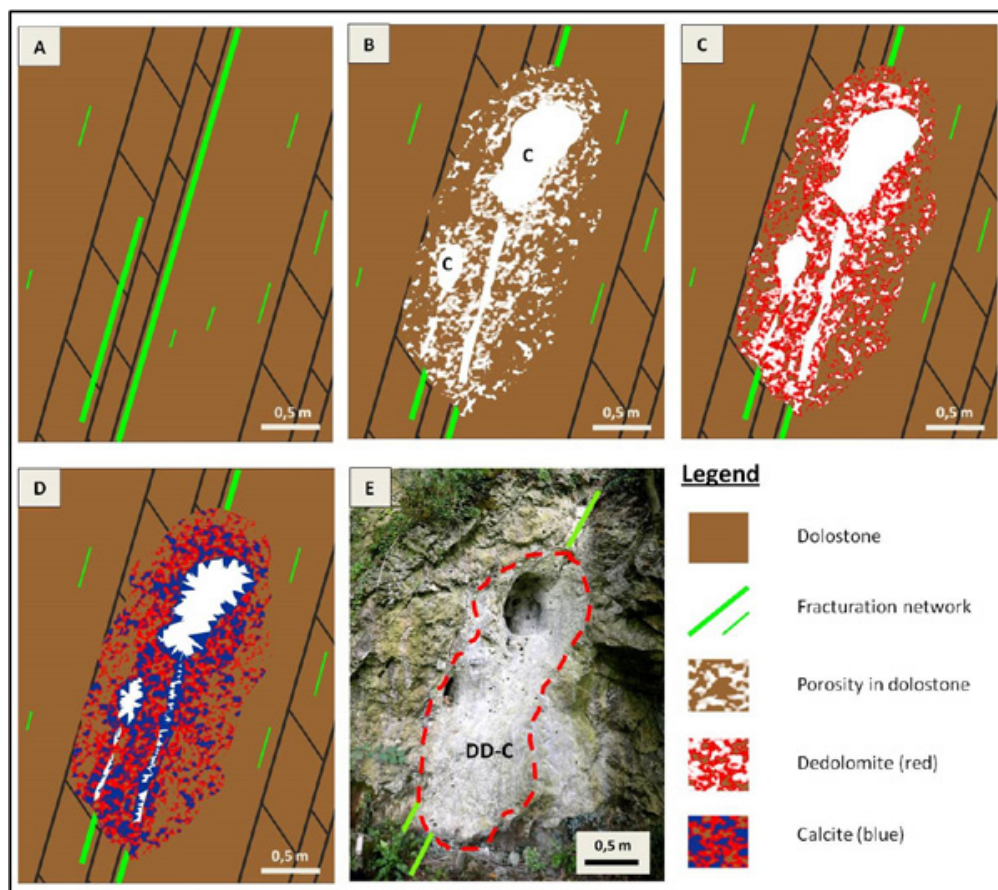 A
B
C
C
C
0,5 m
0,5 m
0,5 m
D
E
DD-C
0,5 m
0,5 m
Legend
Dolostone
Fracturation network
Porosity in dolostone
Dedolomite (red)
Calcite (blue)